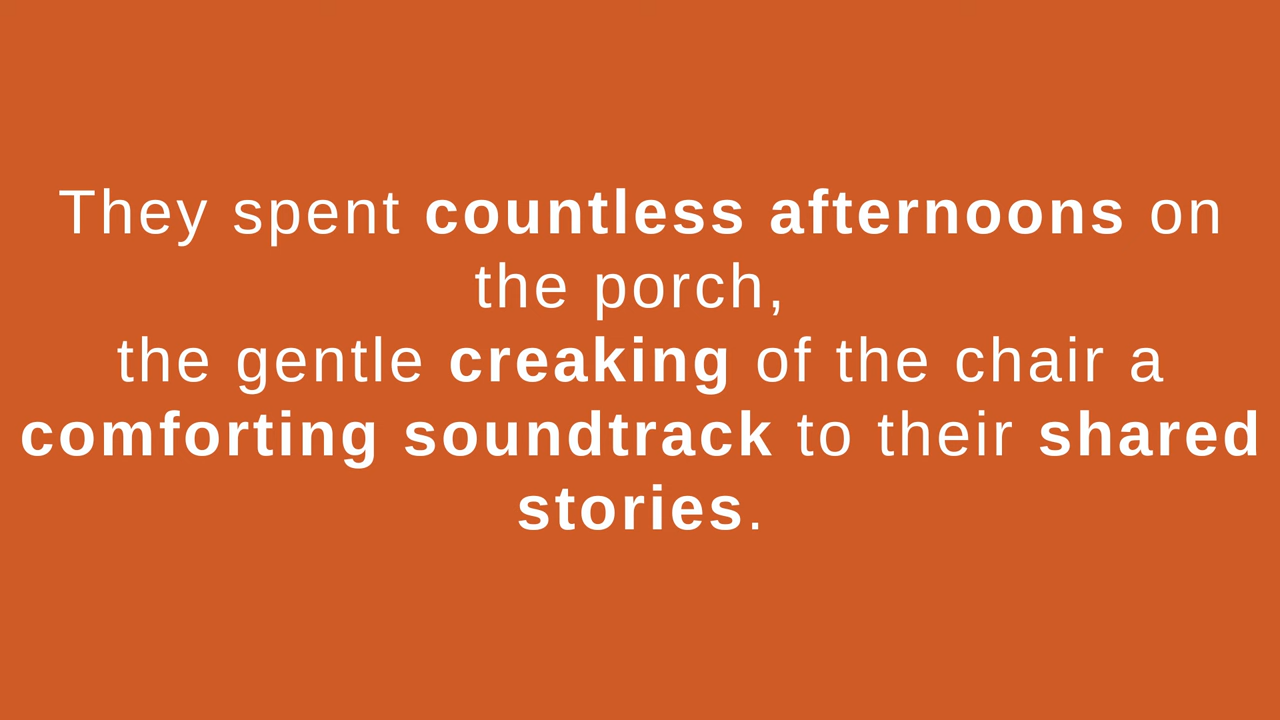 They spent countless afternoons on
the porch,
the gentle creaking of the chair a
comforting soundtrack to their shared
stories.